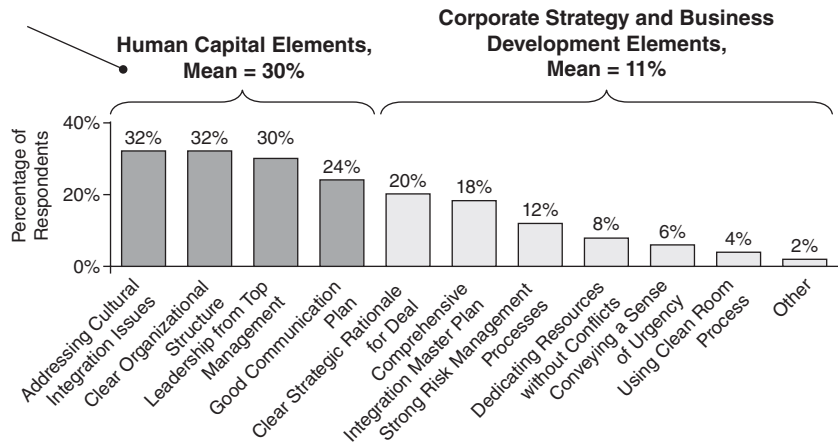 Human Capital Elements,
Mean = 30%
Corporate Strategy and Business
Development Elements,
Mean = 11%
Percentage of
Respondents
40%
20%
0%
32%
32%
30%
24%
20%
18%
12%
8%
6%
4%
2%
Addressing Cultural
Integration Issues
Clear Organizational
Structure
Leadership from Top
Management
Good Communication
Plan
Clear Strategic Rationale
for Deal
Comprehensive
Integration Master Plan
Strong Risk Management
Processes
Dedicating Resources
without Conflicts
Conveying a Sense
of Urgency
Using Clean Room
Process
Other